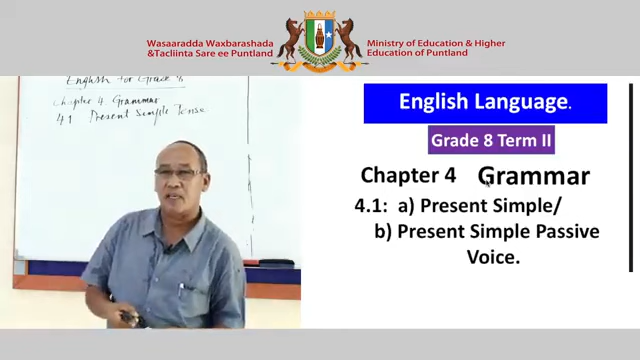 Wasaaradda Waxbarashada
&Tacliinta Sare ee Puntland
Ministry of Education & Higher
Education of Puntland
English for Grade 8
Chapter 4 Grammar
4.1 Present Simple Tense
English Language.
Grade 8 Term II
Chapter 4 Grammar
4.1: a) Present Simple/
b) Present Simple Passive
Voice.